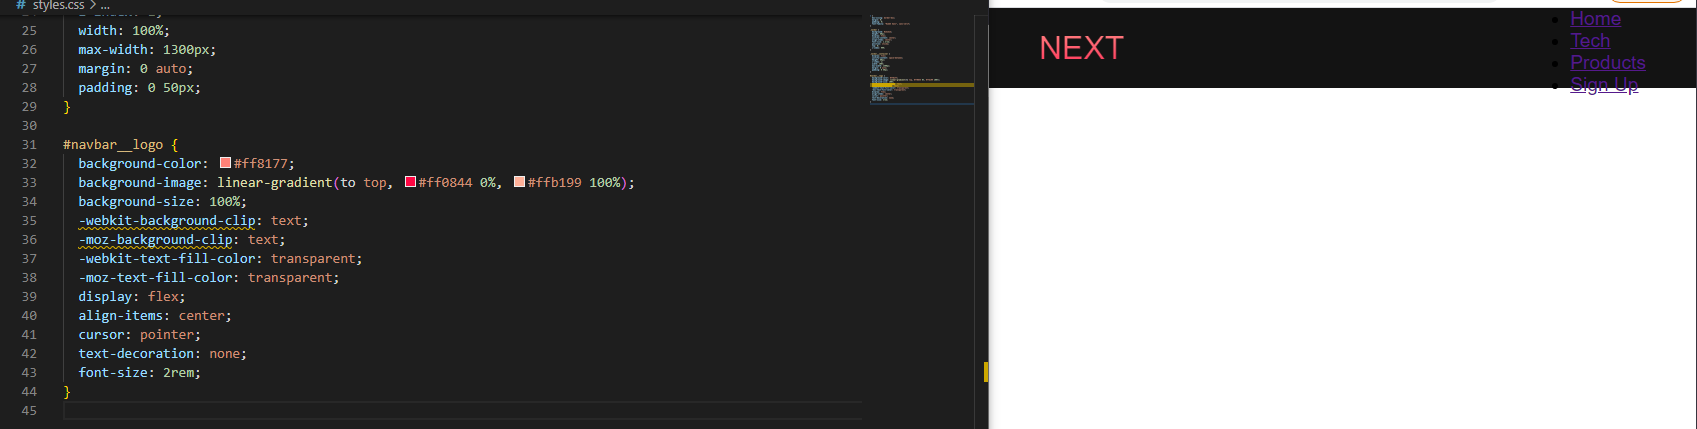 # styles.css > ...
25 width: 100%;
26 max-width: 1300px;
27 margin: 0 auto;
28 padding: 0 50px;
29 }
30
31 #navbar__logo {
32 background-color: #ff8177;
33 background-image: linear-gradient(to top, #ff0844 0%, #ffb199 100%);
34 background-size: 100%;
35 -webkit-background-clip: text;
36 -moz-background-clip: text;
37 -webkit-text-fill-color: transparent;
38 -moz-text-fill-color: transparent;
39 display: flex;
40 align-items: center;
41 cursor: pointer;
42 text-decoration: none;
43 font-size: 2rem;
44 }
45
NEXT
• Home
• Tech
• Products
• Sign Up